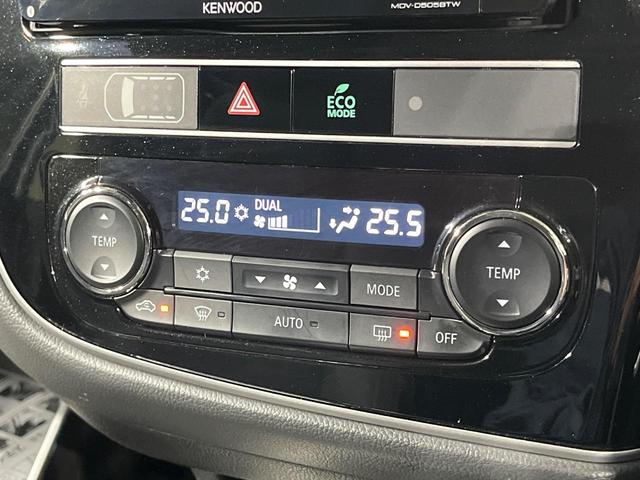 KENWOOD
MDV-D505BTW
ECO
MODE
DUAL
25.0
25.5
TEMP
TEMP
MODE
AUTO
OFF